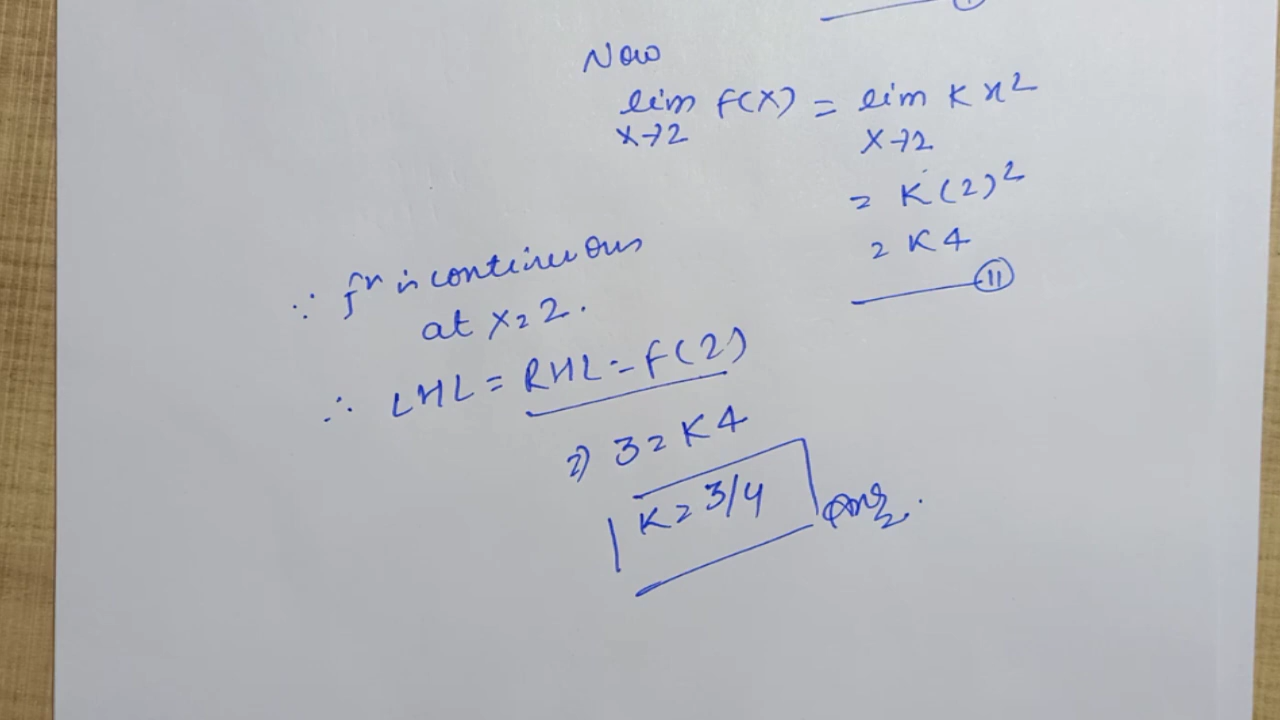 Now
lim f(x) = lim K x²
x→2 x→2
= K(2)²
= K4
(II)
∵ fⁿ is continuous
at x=2.
∴ LHL = RHL = f(2)
⇒ 3 = K4
K = 3/4 Ans.